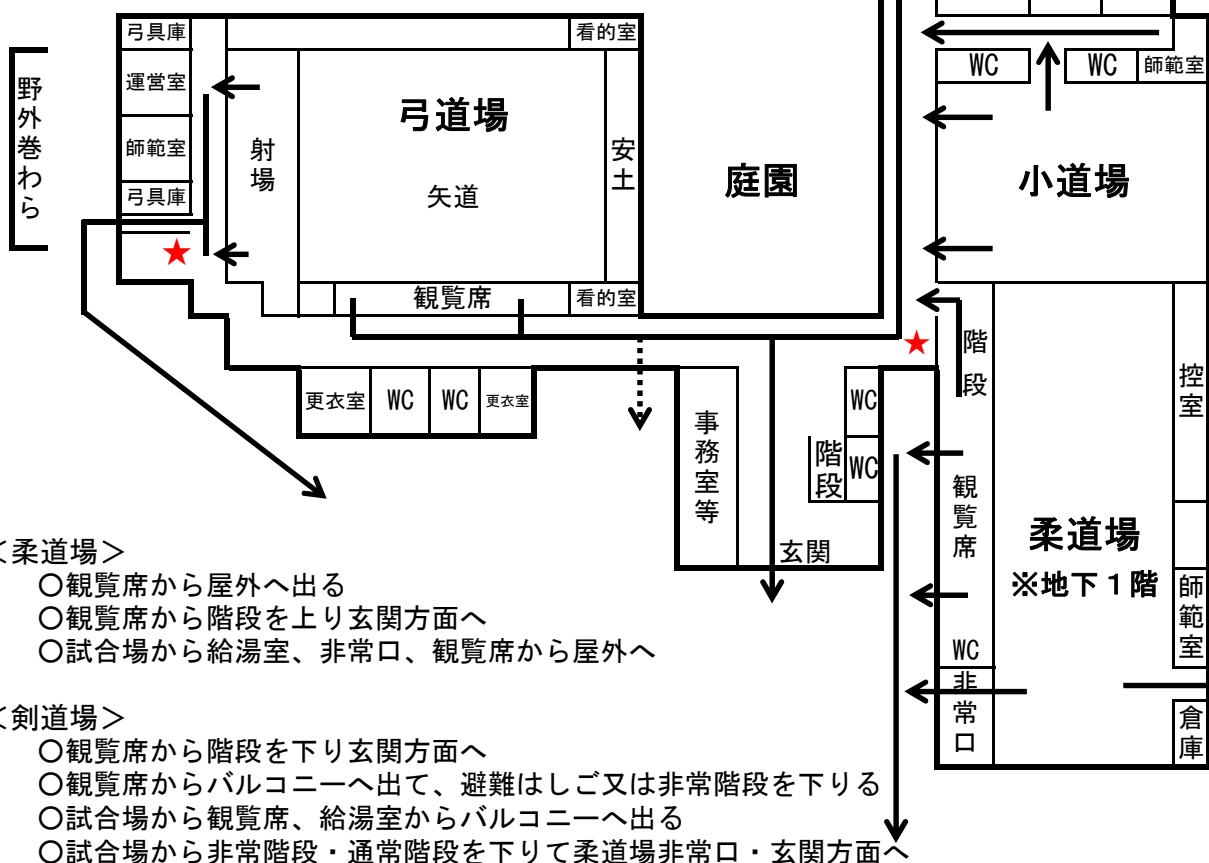 弓具庫
看的室
運営室
弓道場
師範室
射場
矢道
安土
弓具庫
野外巻わら
★
観覧席
看的室
庭園
WC
WC
師範室
小道場
★
階段
控室
更衣室
WC
WC
更衣室
事務室等
WC
階段
WC
玄関
観覧席
柔道場
※地下１階
師範室
WC
非常口
倉庫
＜柔道場＞
〇観覧席から屋外へ出る
〇観覧席から階段を上り玄関方面へ
〇試合場から給湯室、非常口、観覧席から屋外へ
＜剣道場＞
〇観覧席から階段を下り玄関方面へ
〇観覧席からバルコニーへ出て、避難はしご又は非常階段を下りる
〇試合場から観覧席、給湯室からバルコニーへ出る
〇試合場から非常階段・通常階段を下りて柔道場非常口・玄関方面へ